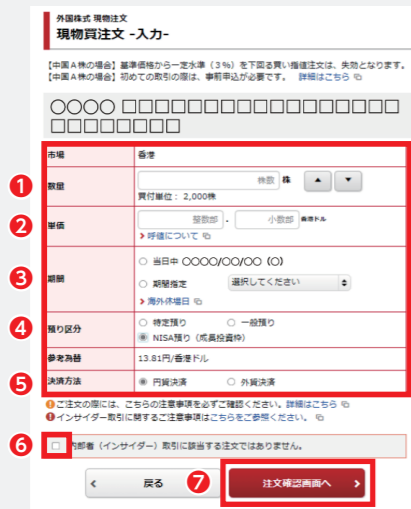 外国株式 現物注文
現物買注文 -入力-
【中国A株の場合】基準価格から一定水準（3％）を下回る買い指値注文は、失効となります。
【中国A株の場合】初めての取引の際は、事前申込が必要です。 詳細はこちら
○○○○ □□□□□□□□□□□□□□□□□
□□□□□□□□
市場 香港
1 数量 株数 株 ▲ ▼
買付単位： 2,000株
2 単価 整数部 . 小数部 香港ドル
> 呼値について
3 期間 当日中 ○○○○/○○/○○ (○)
期間指定 選択してください
> 海外休場日
4 預り区分 特定預り 一般預り
NISA預り（成長投資枠）
参考為替 13.81円/香港ドル
5 決済方法 円貨決済 外貨決済
ご注文の際には、こちらの注意事項を必ずご確認ください。詳細はこちら
インサイダー取引に関するご注意事項はこちらをご参照ください。
6 内部者（インサイダー）取引に該当する注文ではありません。
< 戻る 7 注文確認画面へ >